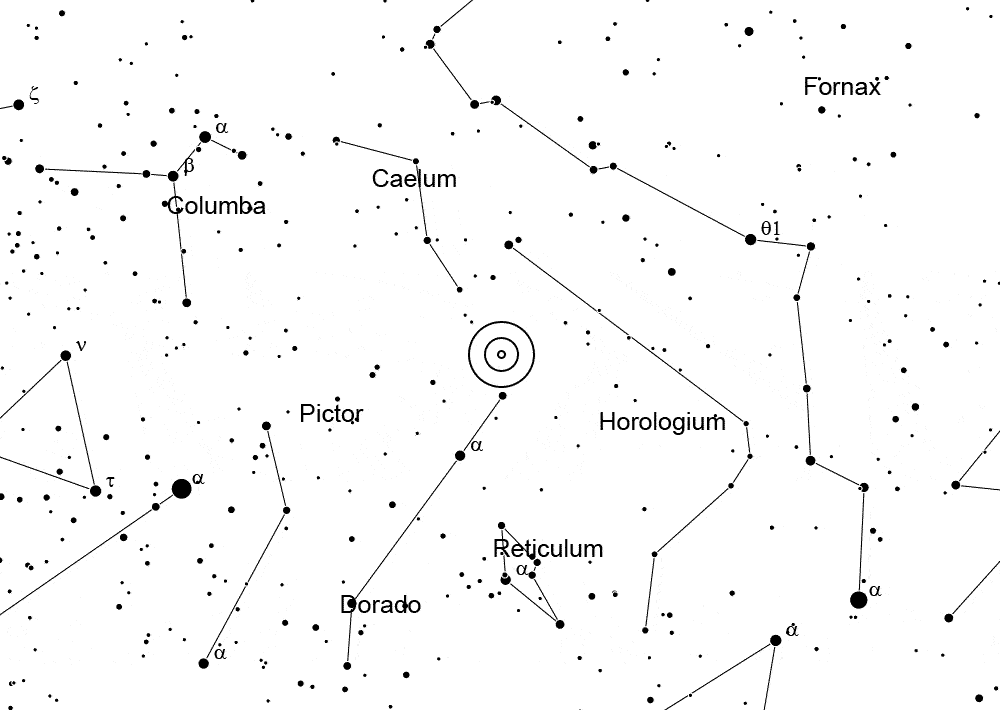 Fornax
ζ
α
β
Caelum
Columba
θ1
ν
Pictor
Horologium
α
τ
α
Reticulum
α
α
Dorado
α
α